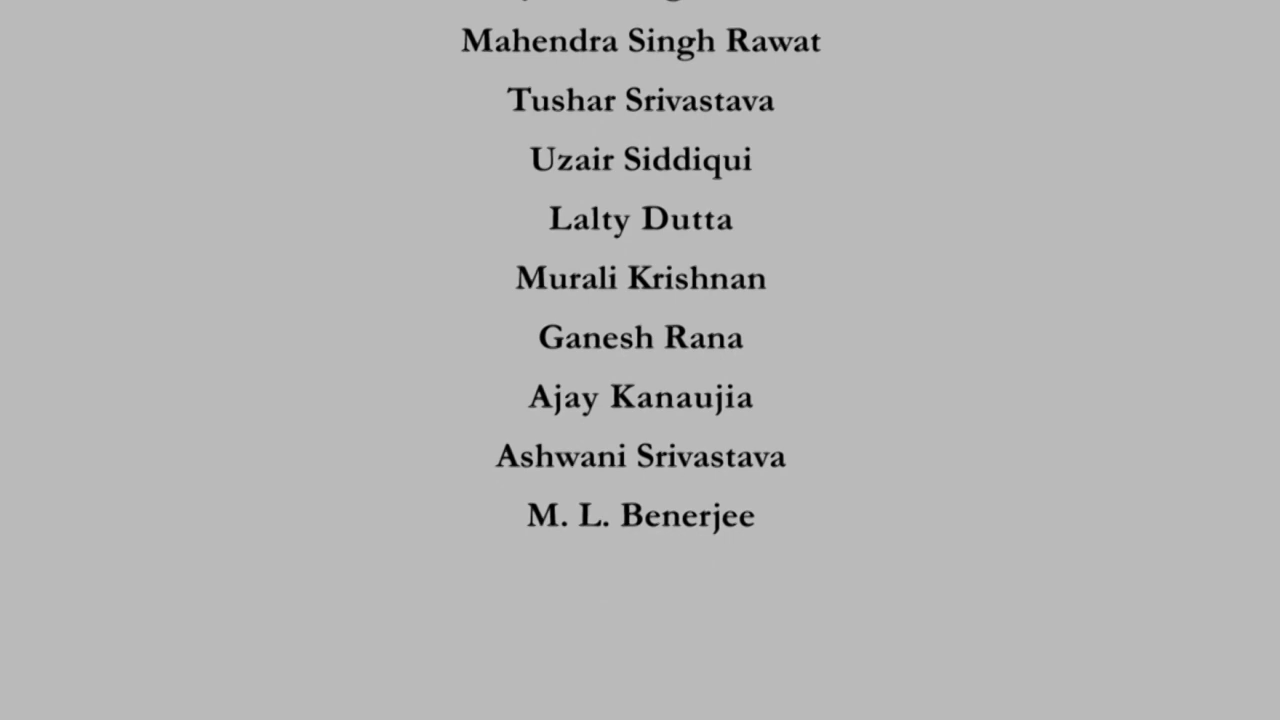 Mahendra Singh Rawat
Tushar Srivastava
Uzair Siddiqui
Lalty Dutta
Murali Krishnan
Ganesh Rana
Ajay Kanaujia
Ashwani Srivastava
M. L. Benerjee